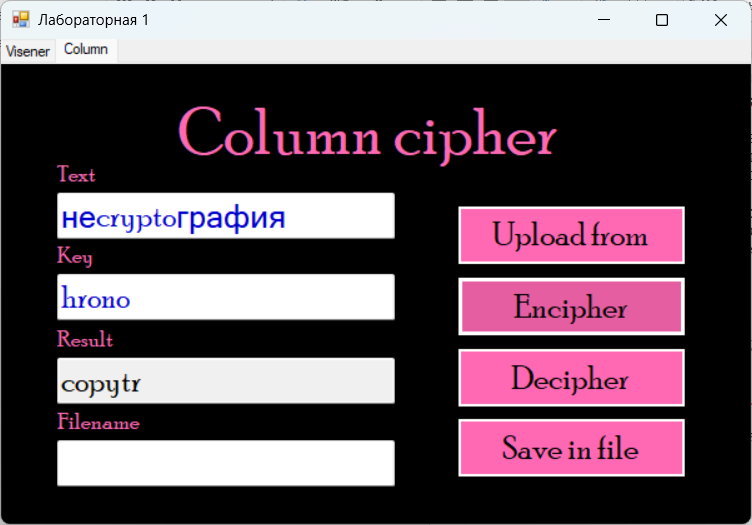 Лабораторная 1
Visener Column
Column cipher
Text
неcryptoграфия
Key
hrono
Result
copytr
Filename
Upload from
Encipher
Decipher
Save in file